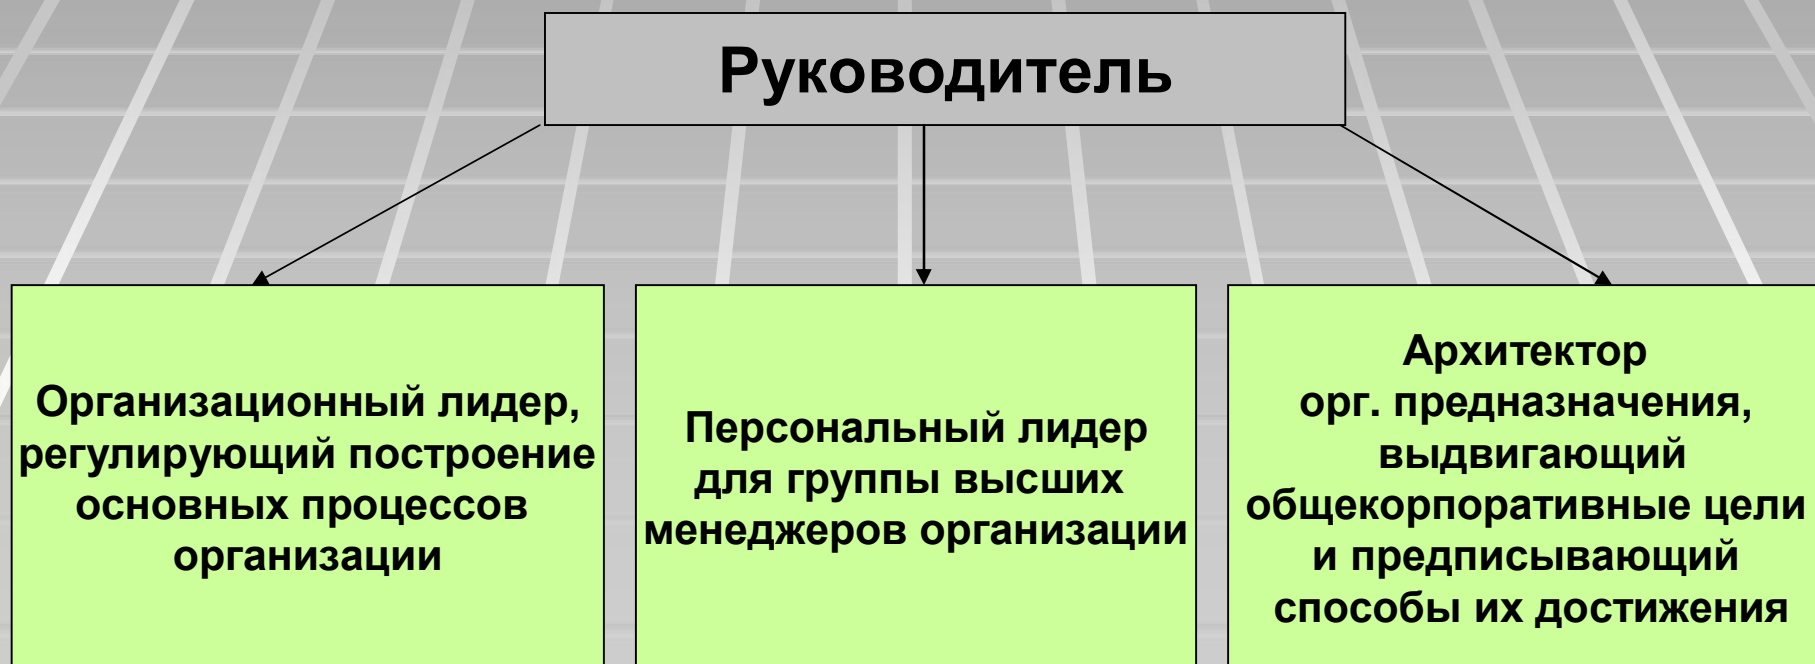 Руководитель
Организационный лидер,
регулирующий построение
основных процессов
организации
Персональный лидер
для группы высших
менеджеров организации
Архитектор
орг. предназначения,
выдвигающий
общекорпоративные цели
и предписывающий
способы их достижения